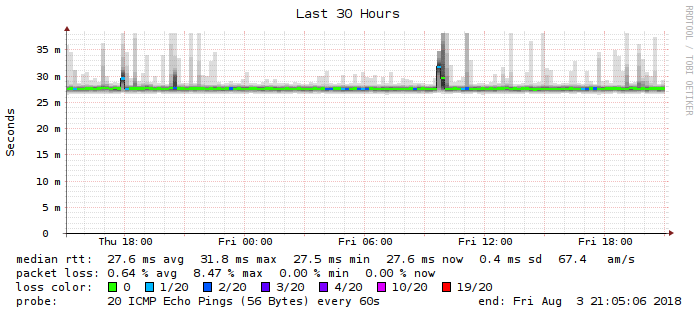 Last 30 Hours
RRDTOOL / TOBI OETIKER
Seconds
35 m
30 m
25 m
20 m
15 m
10 m
5 m
0
Thu 18:00 Fri 00:00 Fri 06:00 Fri 12:00 Fri 18:00
median rtt: 27.6 ms avg 31.8 ms max 27.5 ms min 27.6 ms now 0.4 ms sd 67.4 am/s
packet loss: 0.64 % avg 8.47 % max 0.00 % min 0.00 % now
loss color: 0 1/20 2/20 3/20 4/20 10/20 19/20
probe: 20 ICMP Echo Pings (56 Bytes) every 60s end: Fri Aug 3 21:05:06 2018